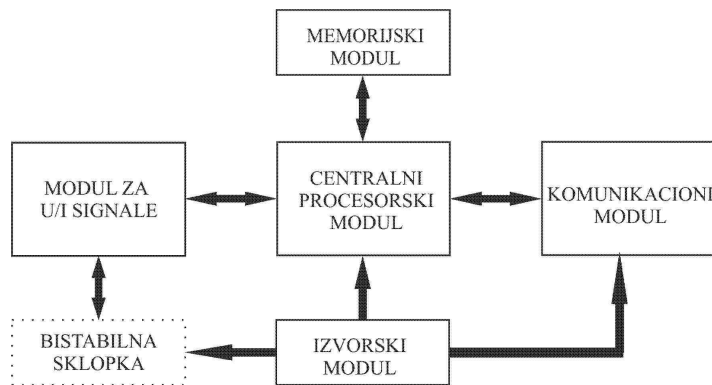 MEMORIJSKI
MODUL
MODUL ZA
U/I SIGNALE
CENTRALNI
PROCESORSKI
MODUL
KOMUNIKACIONI
MODUL
BISTABILNA
SKLOPKA
IZVORSKI
MODUL